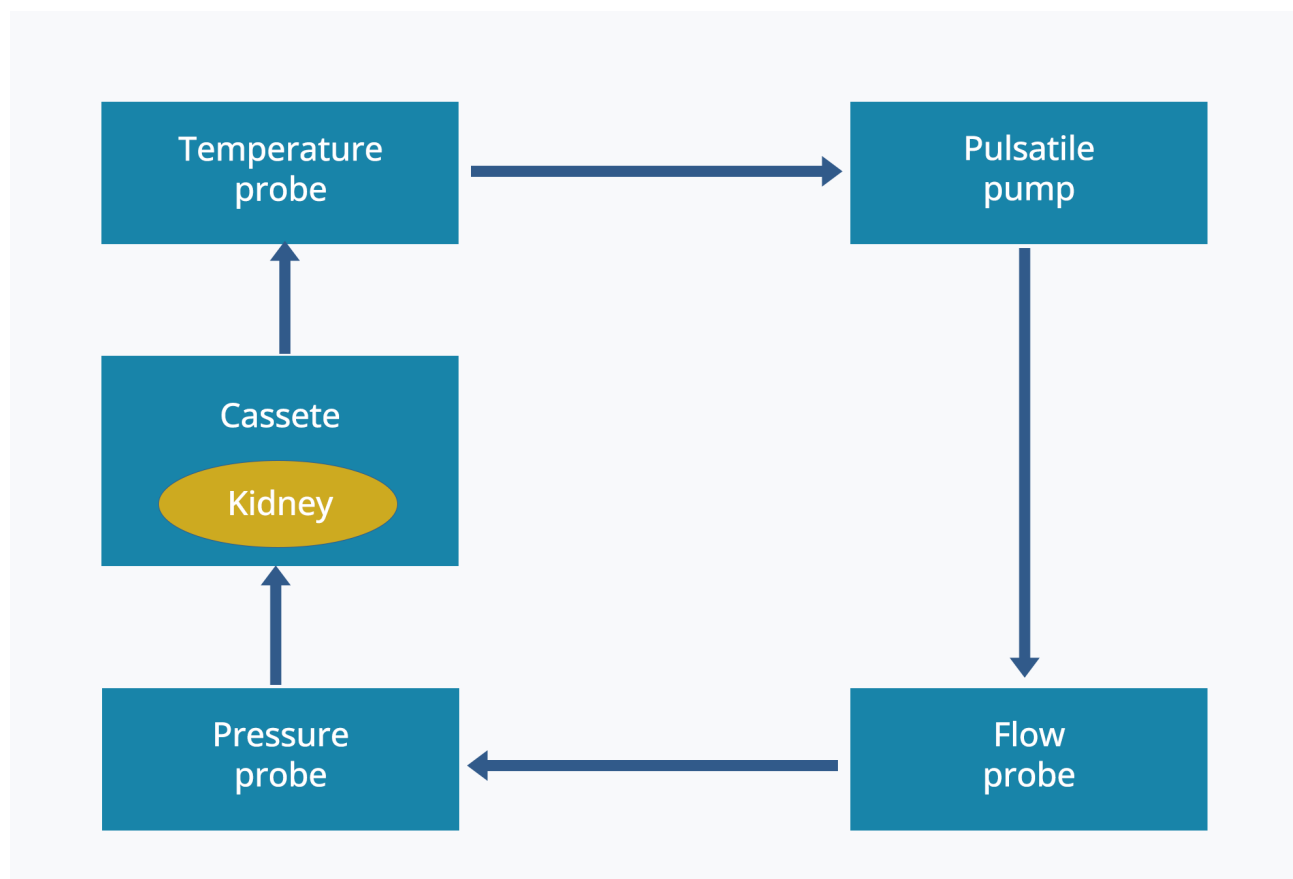 Temperature
probe
Pulsatile
pump
Cassete
Kidney
Pressure
probe
Flow
probe